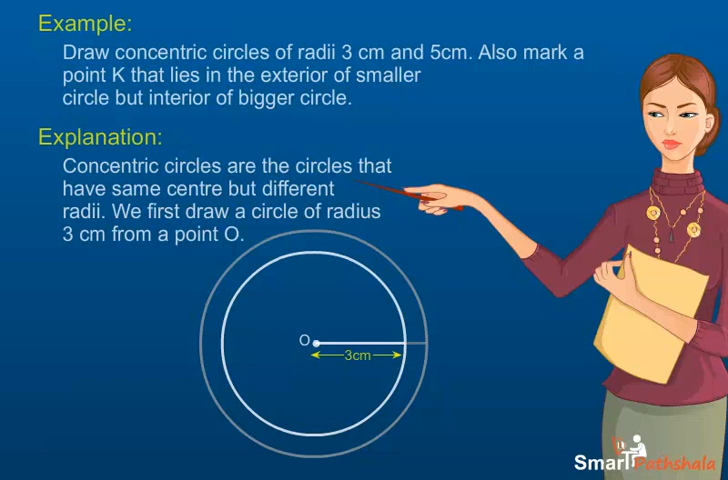 Example:
Draw concentric circles of radii 3 cm and 5cm. Also mark a
point K that lies in the exterior of smaller
circle but interior of bigger circle.
Explanation:
Concentric circles are the circles that
have same centre but different
radii. We first draw a circle of radius
3 cm from a point O.
O
3cm
Smart Pathshala